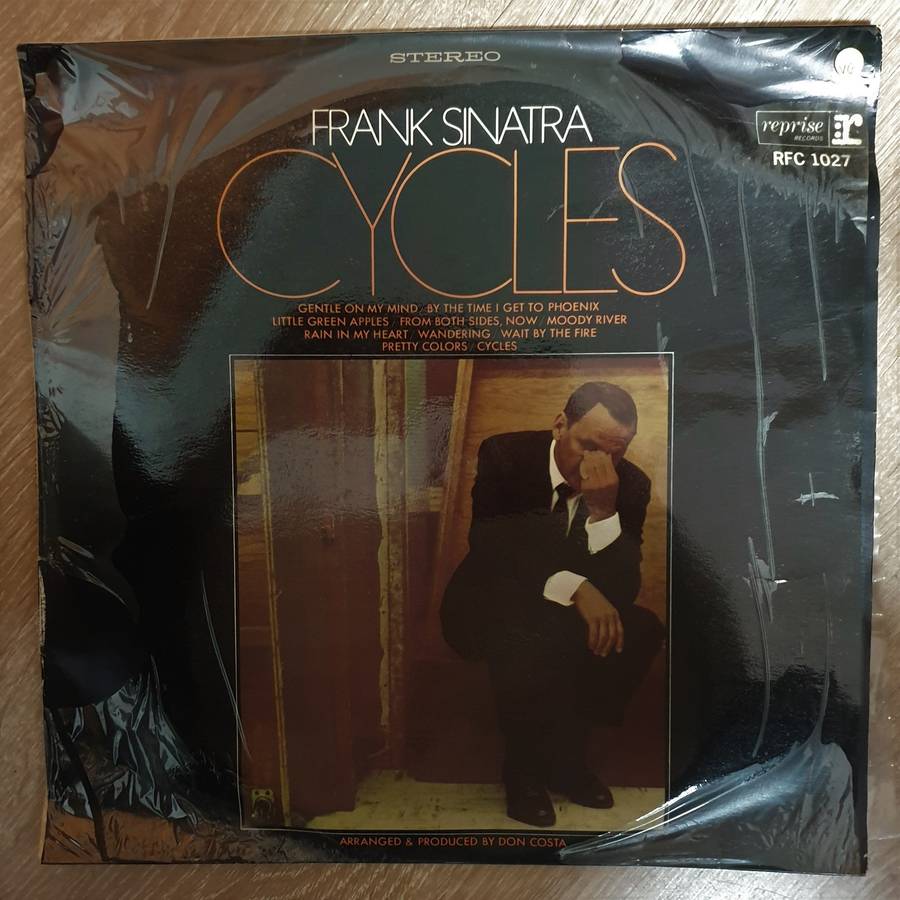 STEREO
VG
FRANK SINATRA
CYCLES
reprise r
RECORDS
RFC 1027
GENTLE ON MY MIND / BY THE TIME I GET TO PHOENIX
LITTLE GREEN APPLES / FROM BOTH SIDES, NOW / MOODY RIVER
RAIN IN MY HEART / WANDERING / WAIT BY THE FIRE
PRETTY COLORS / CYCLES
ARRANGED & PRODUCED BY DON COSTA